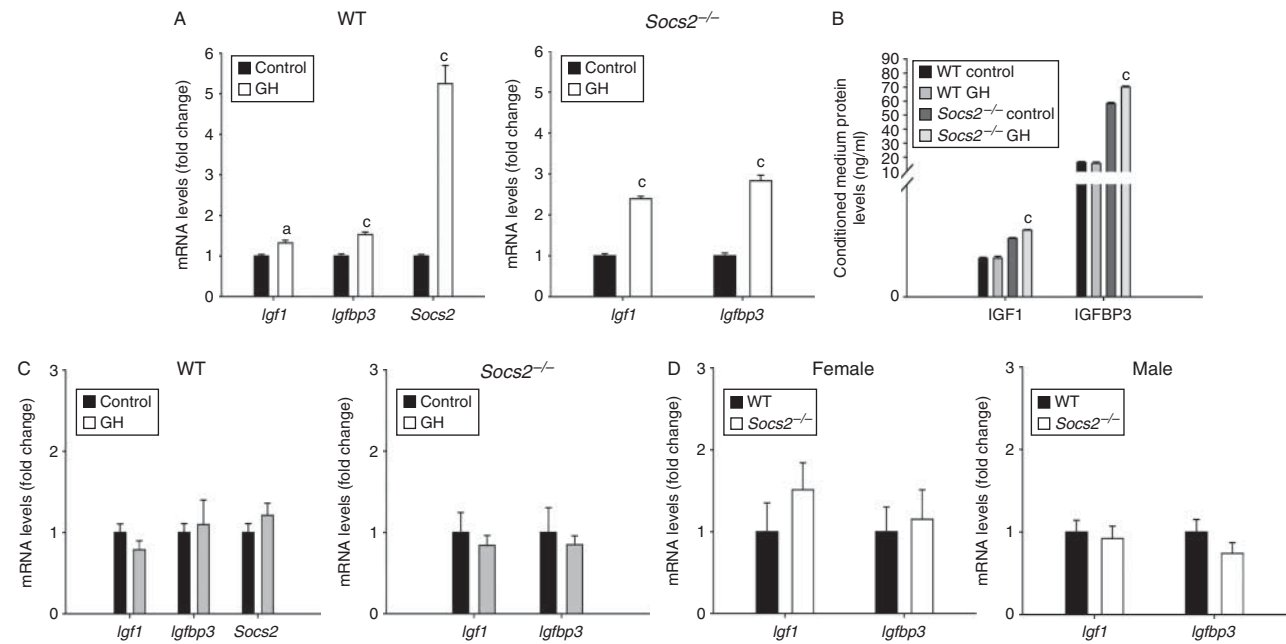 A
WT
Socs2–/–
mRNA levels (fold change)
6
5
4
3
2
1
0
Control
GH
a
c
c
Igf1
Igfbp3
Socs2
mRNA levels (fold change)
6
5
4
3
2
1
0
Control
GH
c
c
Igf1
Igfbp3
B
Conditioned medium protein
levels (ng/ml)
90
80
70
60
50
40
30
20
10
0
WT control
WT GH
Socs2–/– control
Socs2–/– GH
c
c
IGF1
IGFBP3
C
WT
mRNA levels (fold change)
3
2
1
0
Control
GH
Igf1
Igfbp3
Socs2
Socs2–/–
mRNA levels (fold change)
3
2
1
0
Control
GH
Igf1
Igfbp3
D
Female
mRNA levels (fold change)
3
2
1
0
WT
Socs2–/–
Igf1
Igfbp3
Male
mRNA levels (fold change)
3
2
1
0
WT
Socs2–/–
Igf1
Igfbp3